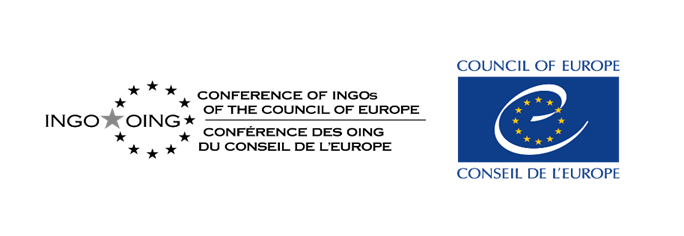 INGO OING
CONFERENCE OF INGOs
OF THE COUNCIL OF EUROPE
CONFÉRENCE DES OING
DU CONSEIL DE L'EUROPE
COUNCIL OF EUROPE
CONSEIL DE L'EUROPE